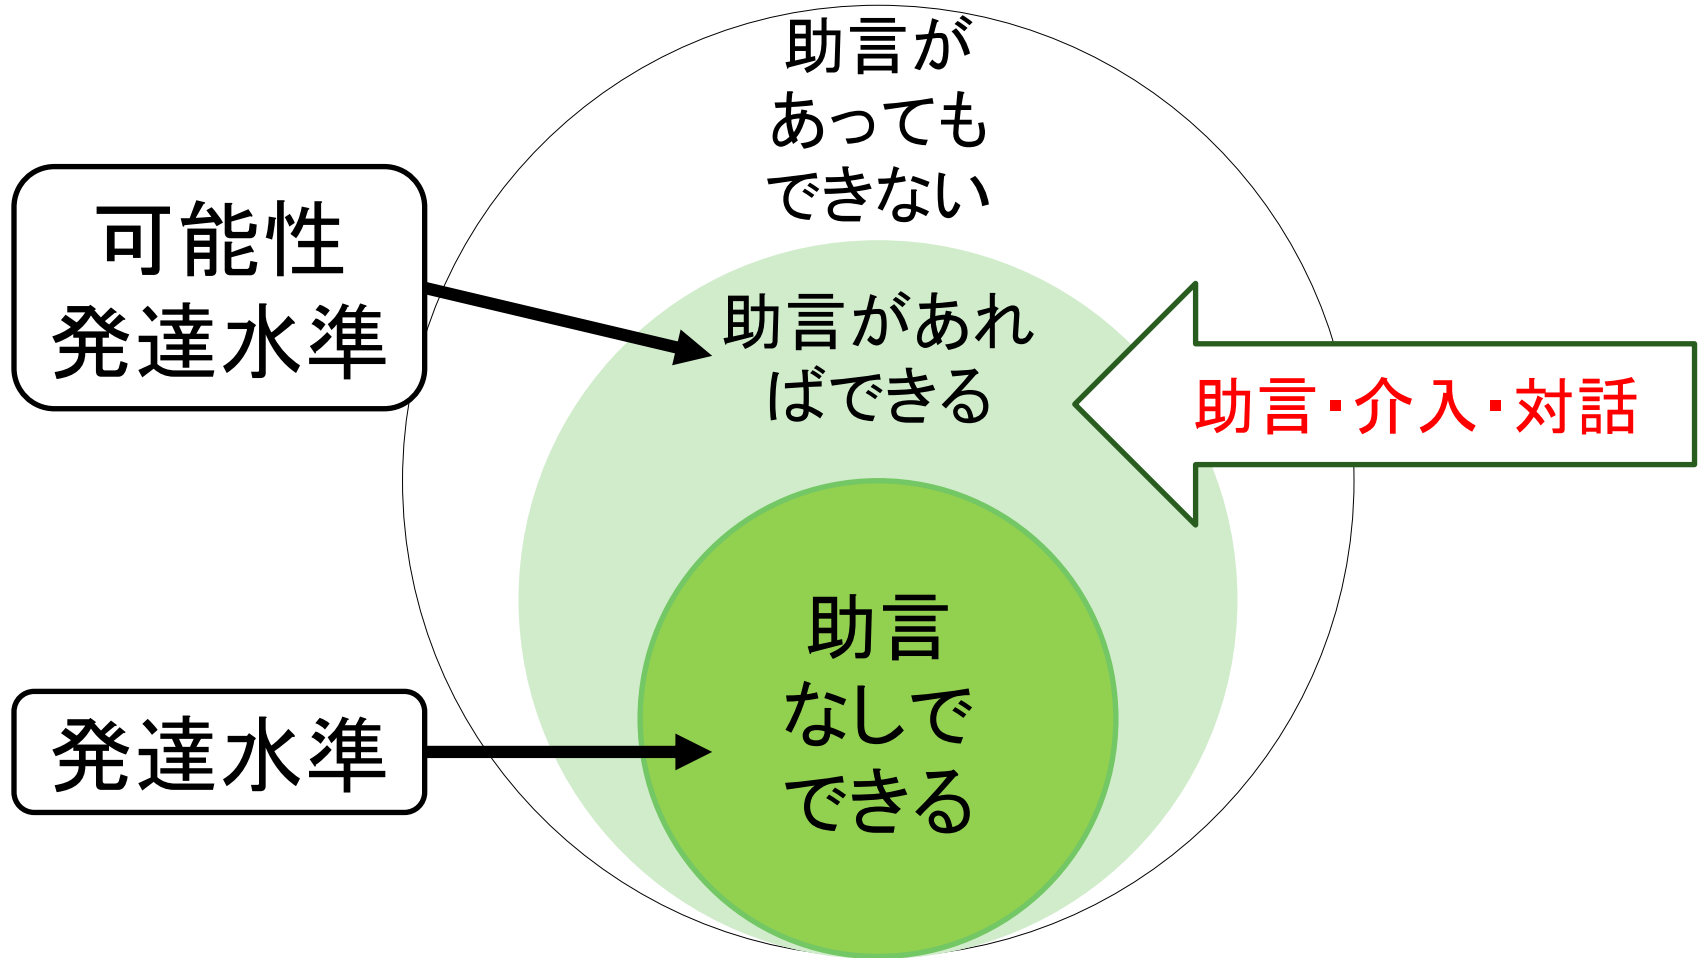 助言が
あっても
できない
可能性
発達水準
助言があれ
ばできる
助言・介入・対話
助言
なしで
できる
発達水準